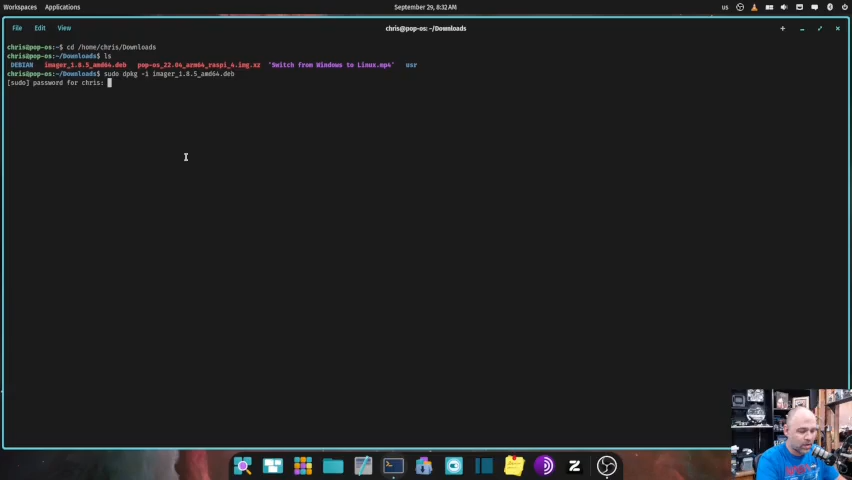 Workspaces Applications September 29, 8:32 AM us
File Edit View chris@pop-os: ~/Downloads
chris@pop-os:~$ cd /home/chris/Downloads
chris@pop-os:~/Downloads$ ls
DEBIAN imager_1.8.5_amd64.deb pop-os_22.04_arm64_raspi_4.img.xz 'Switch from Windows to Linux.mp4' usr
chris@pop-os:~/Downloads$ sudo dpkg -i imager_1.8.5_amd64.deb
[sudo] password for chris: